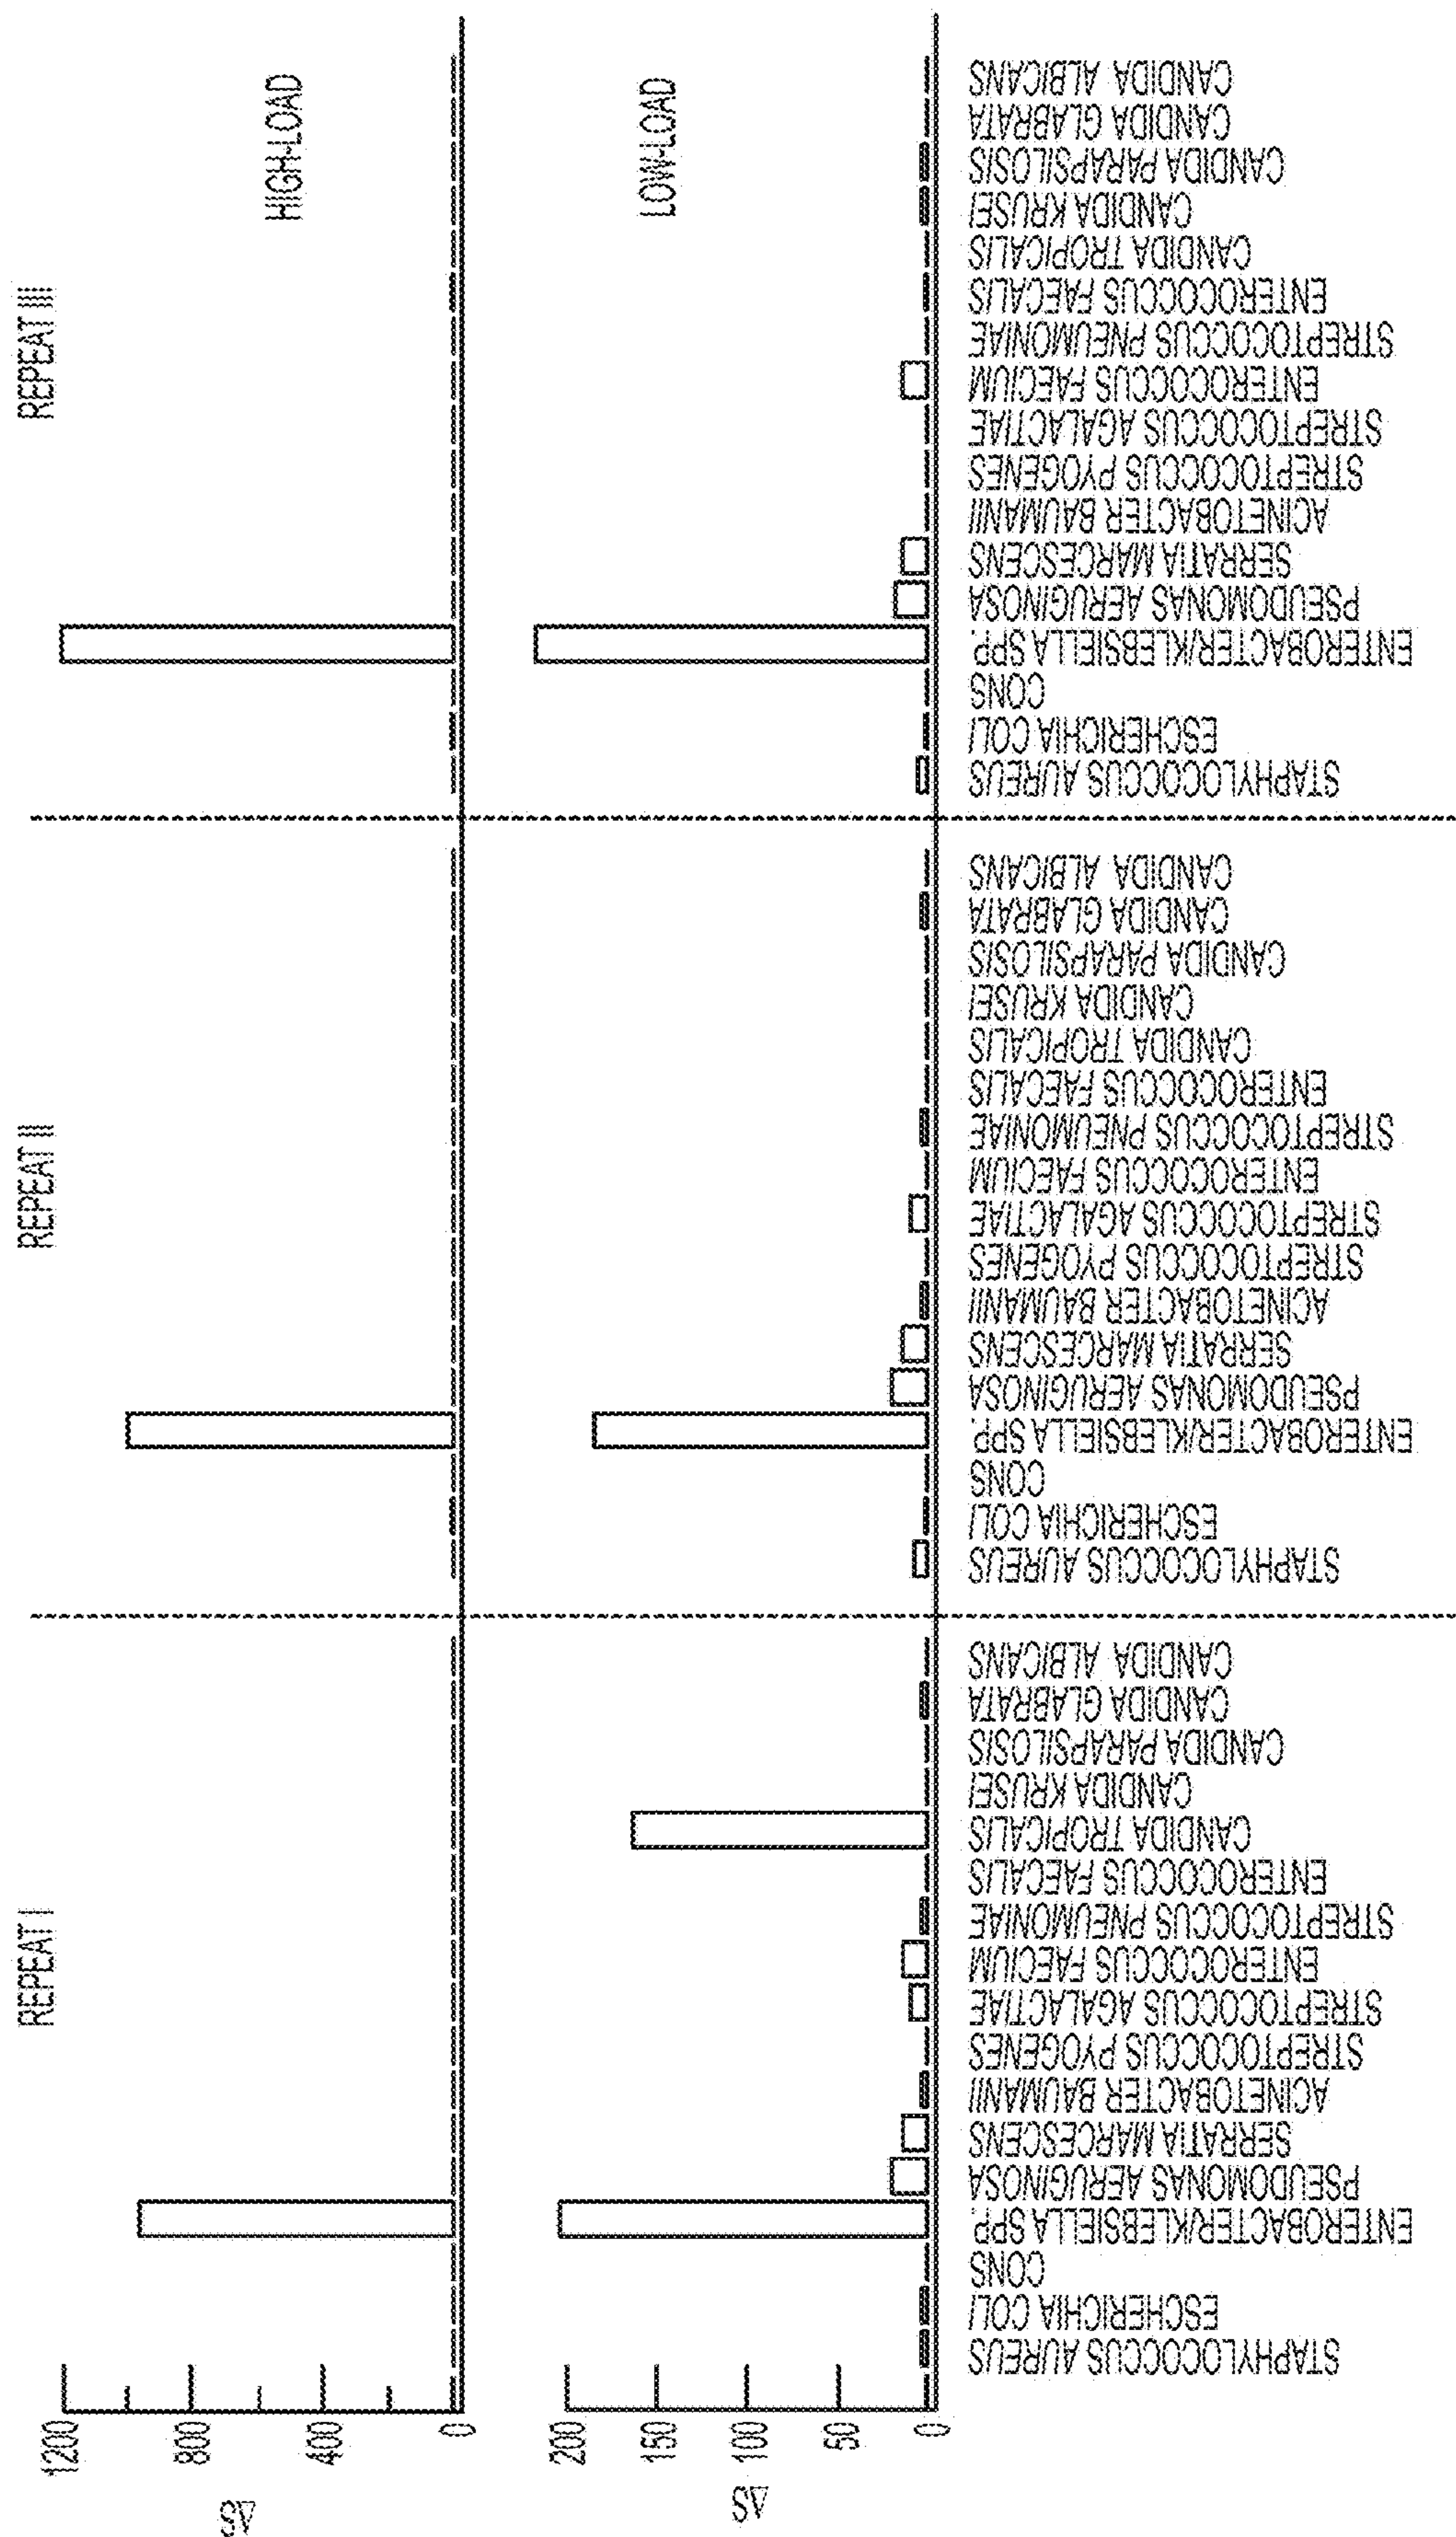 REPEAT I
REPEAT II
REPEAT III
HIGH-LOAD
ΔS
1200
800
400
0
LOW-LOAD
ΔS
200
150
100
50
0
STAPHYLOCOCCUS AUREUS
ESCHERICHIA COLI
CONS
ENTEROBACTER/KLEBSIELLA SPP.
PSEUDOMONAS AERUGINOSA
SERRATIA MARCESCENS
ACINETOBACTER BAUMANII
STREPTOCOCCUS PYOGENES
STREPTOCOCCUS AGALACTIAE
ENTEROCOCCUS FAECIUM
STREPTOCOCCUS PNEUMONIAE
ENTEROCOCCUS FAECALIS
CANDIDA TROPICALIS
CANDIDA KRUSEI
CANDIDA PARAPSILOSIS
CANDIDA GLABRATA
CANDIDA ALBICANS
STAPHYLOCOCCUS AUREUS
ESCHERICHIA COLI
CONS
ENTEROBACTER/KLEBSIELLA SPP.
PSEUDOMONAS AERUGINOSA
SERRATIA MARCESCENS
ACINETOBACTER BAUMANII
STREPTOCOCCUS PYOGENES
STREPTOCOCCUS AGALACTIAE
ENTEROCOCCUS FAECIUM
STREPTOCOCCUS PNEUMONIAE
ENTEROCOCCUS FAECALIS
CANDIDA TROPICALIS
CANDIDA KRUSEI
CANDIDA PARAPSILOSIS
CANDIDA GLABRATA
CANDIDA ALBICANS
STAPHYLOCOCCUS AUREUS
ESCHERICHIA COLI
CONS
ENTEROBACTER/KLEBSIELLA SPP.
PSEUDOMONAS AERUGINOSA
SERRATIA MARCESCENS
ACINETOBACTER BAUMANII
STREPTOCOCCUS PYOGENES
STREPTOCOCCUS AGALACTIAE
ENTEROCOCCUS FAECIUM
STREPTOCOCCUS PNEUMONIAE
ENTEROCOCCUS FAECALIS
CANDIDA TROPICALIS
CANDIDA KRUSEI
CANDIDA PARAPSILOSIS
CANDIDA GLABRATA
CANDIDA ALBICANS